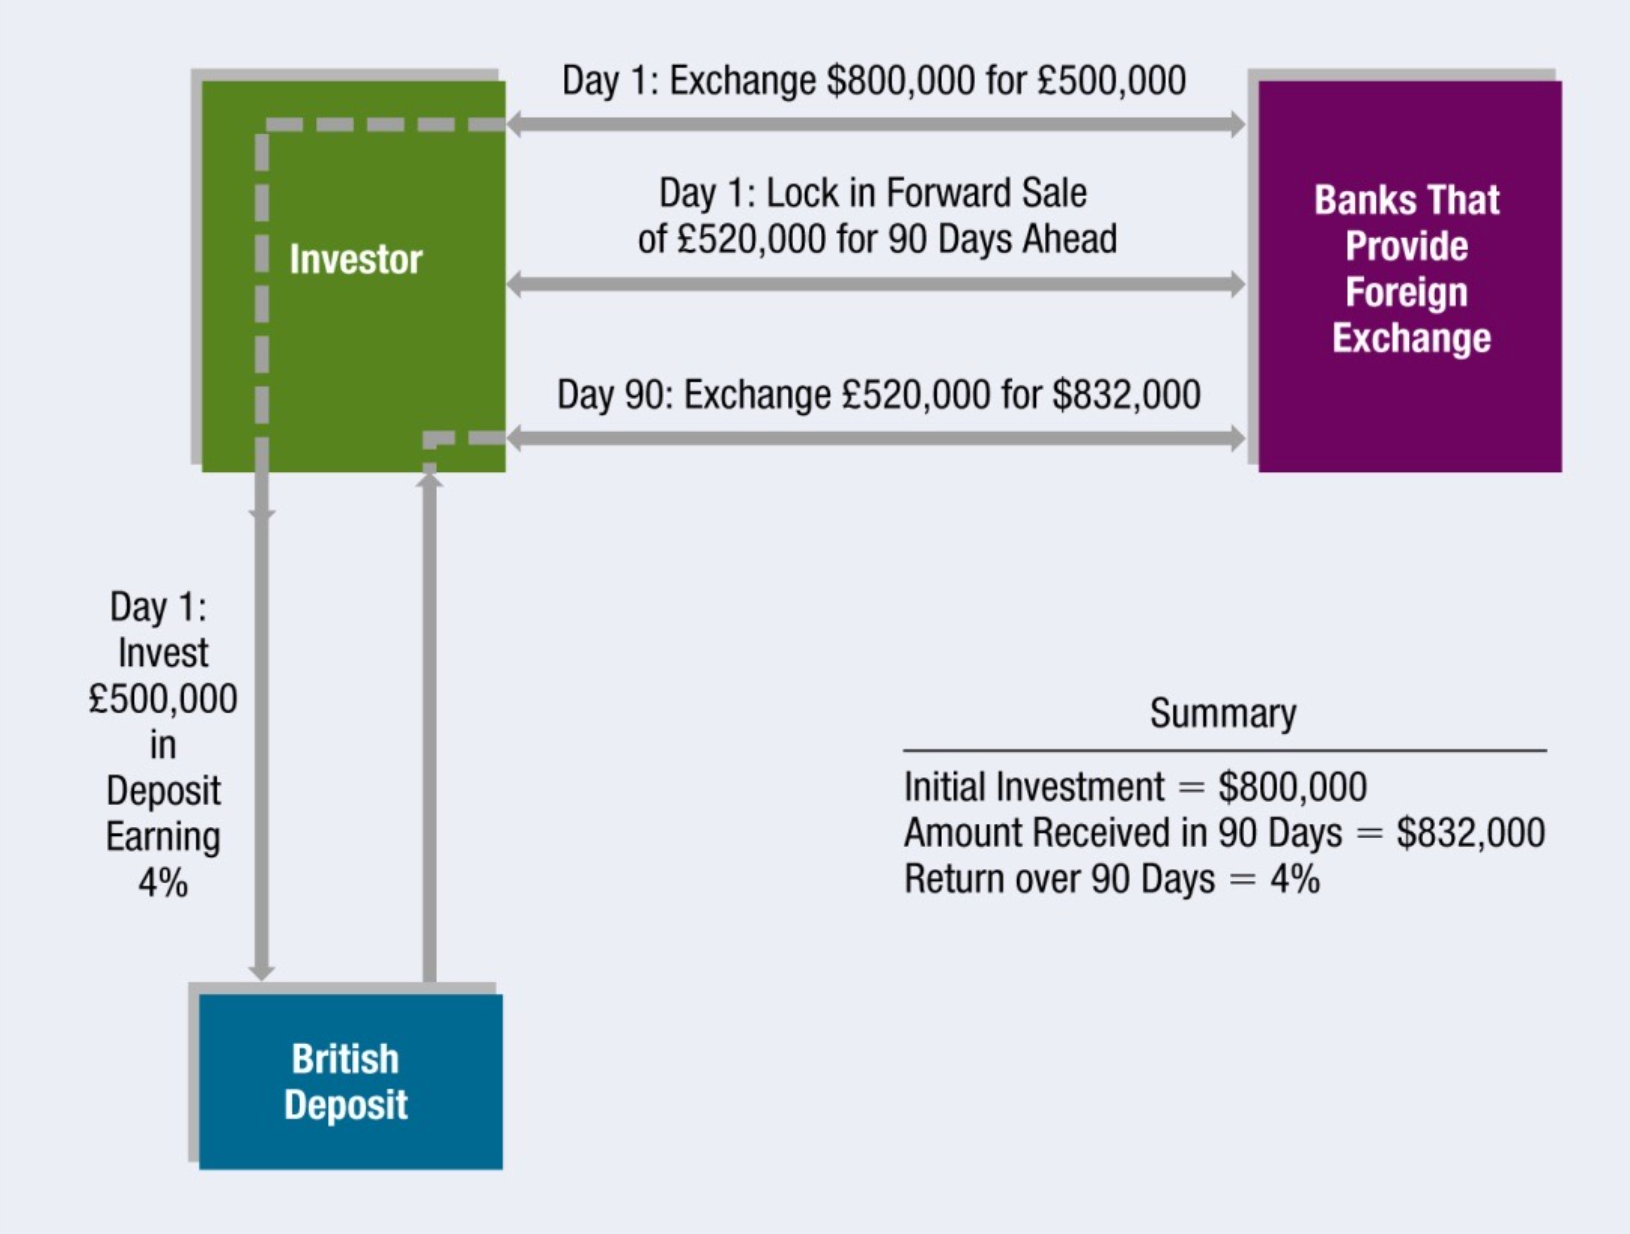 Day 1: Exchange $800,000 for £500,000
Day 1: Lock in Forward Sale
of £520,000 for 90 Days Ahead
Day 90: Exchange £520,000 for $832,000
Investor
Banks That
Provide
Foreign
Exchange
Day 1:
Invest
£500,000
in
Deposit
Earning
4%
Summary
Initial Investment = $800,000
Amount Received in 90 Days = $832,000
Return over 90 Days = 4%
British
Deposit